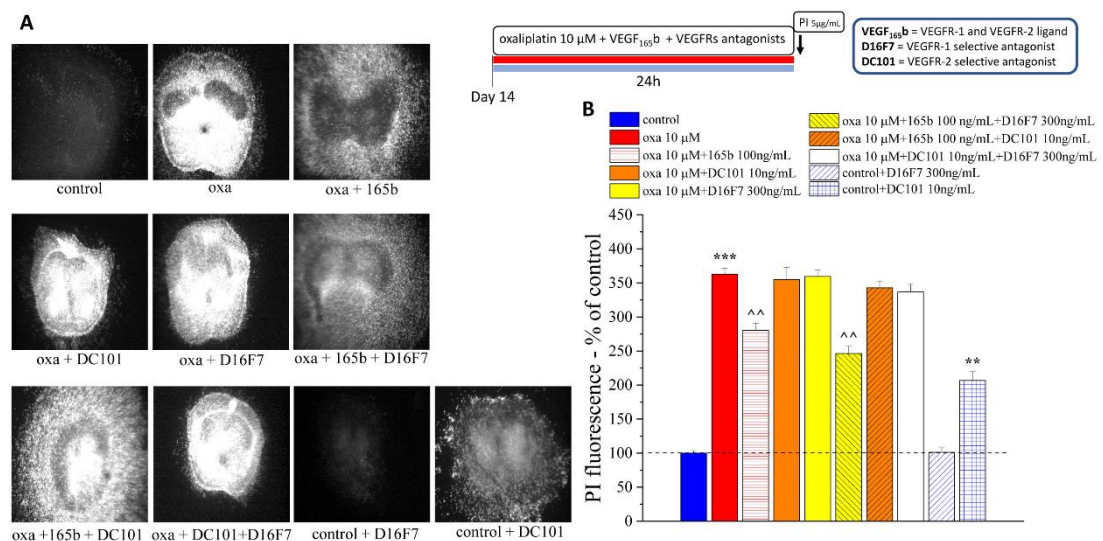 A
control
oxa
oxa + 165b
oxa + DC101
oxa + D16F7
oxa + 165b + D16F7
oxa +165b + DC101
oxa + DC101+D16F7
control + D16F7
control + DC101
oxaliplatin 10 µM + VEGF₁₆₅b + VEGFRs antagonists
PI 5µg/mL
24h
Day 14
VEGF₁₆₅b = VEGFR-1 and VEGFR-2 ligand
D16F7 = VEGFR-1 selective antagonist
DC101 = VEGFR-2 selective antagonist
B
control
oxa 10 µM
oxa 10 µM+165b 100ng/mL
oxa 10 µM+DC101 10ng/mL
oxa 10 µM+D16F7 300ng/mL
oxa 10 µM+165b 100 ng/mL+D16F7 300ng/mL
oxa 10 µM+165b 100 ng/mL+DC101 10ng/mL
oxa 10 µM+DC101 10ng/mL+D16F7 300ng/mL
control+D16F7 300ng/mL
control+DC101 10ng/mL
PI fluorescence - % of control
450
400
350
300
250
200
150
100
50
0
***
^^
^^
**